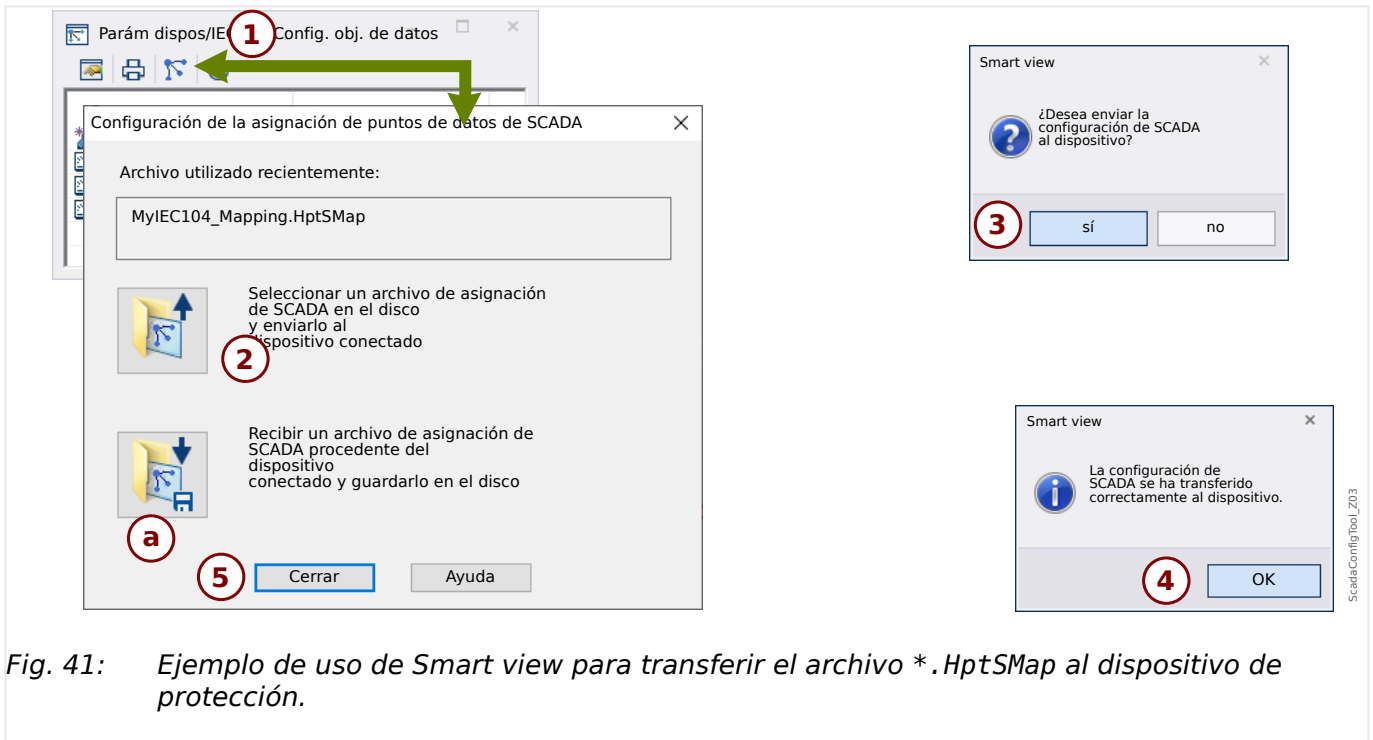 Parám dispos/IE
1
Config. obj. de datos
Configuración de la asignación de puntos de datos de SCADA
Archivo utilizado recientemente:
MyIEC104_Mapping.HptSMap
Seleccionar un archivo de asignación
de SCADA en el disco
y enviarlo al
dispositivo conectado
2
Recibir un archivo de asignación de
SCADA procedente del
dispositivo
conectado y guardarlo en el disco
a
5
Cerrar
Ayuda
Smart view
¿Desea enviar la
configuración de SCADA
al dispositivo?
3
sí
no
Smart view
La configuración de
SCADA se ha transferido
correctamente al dispositivo.
4
OK
ScadaConfigTool_Z03
Fig. 41: Ejemplo de uso de Smart view para transferir el archivo *.HptSMap al dispositivo de
protección.